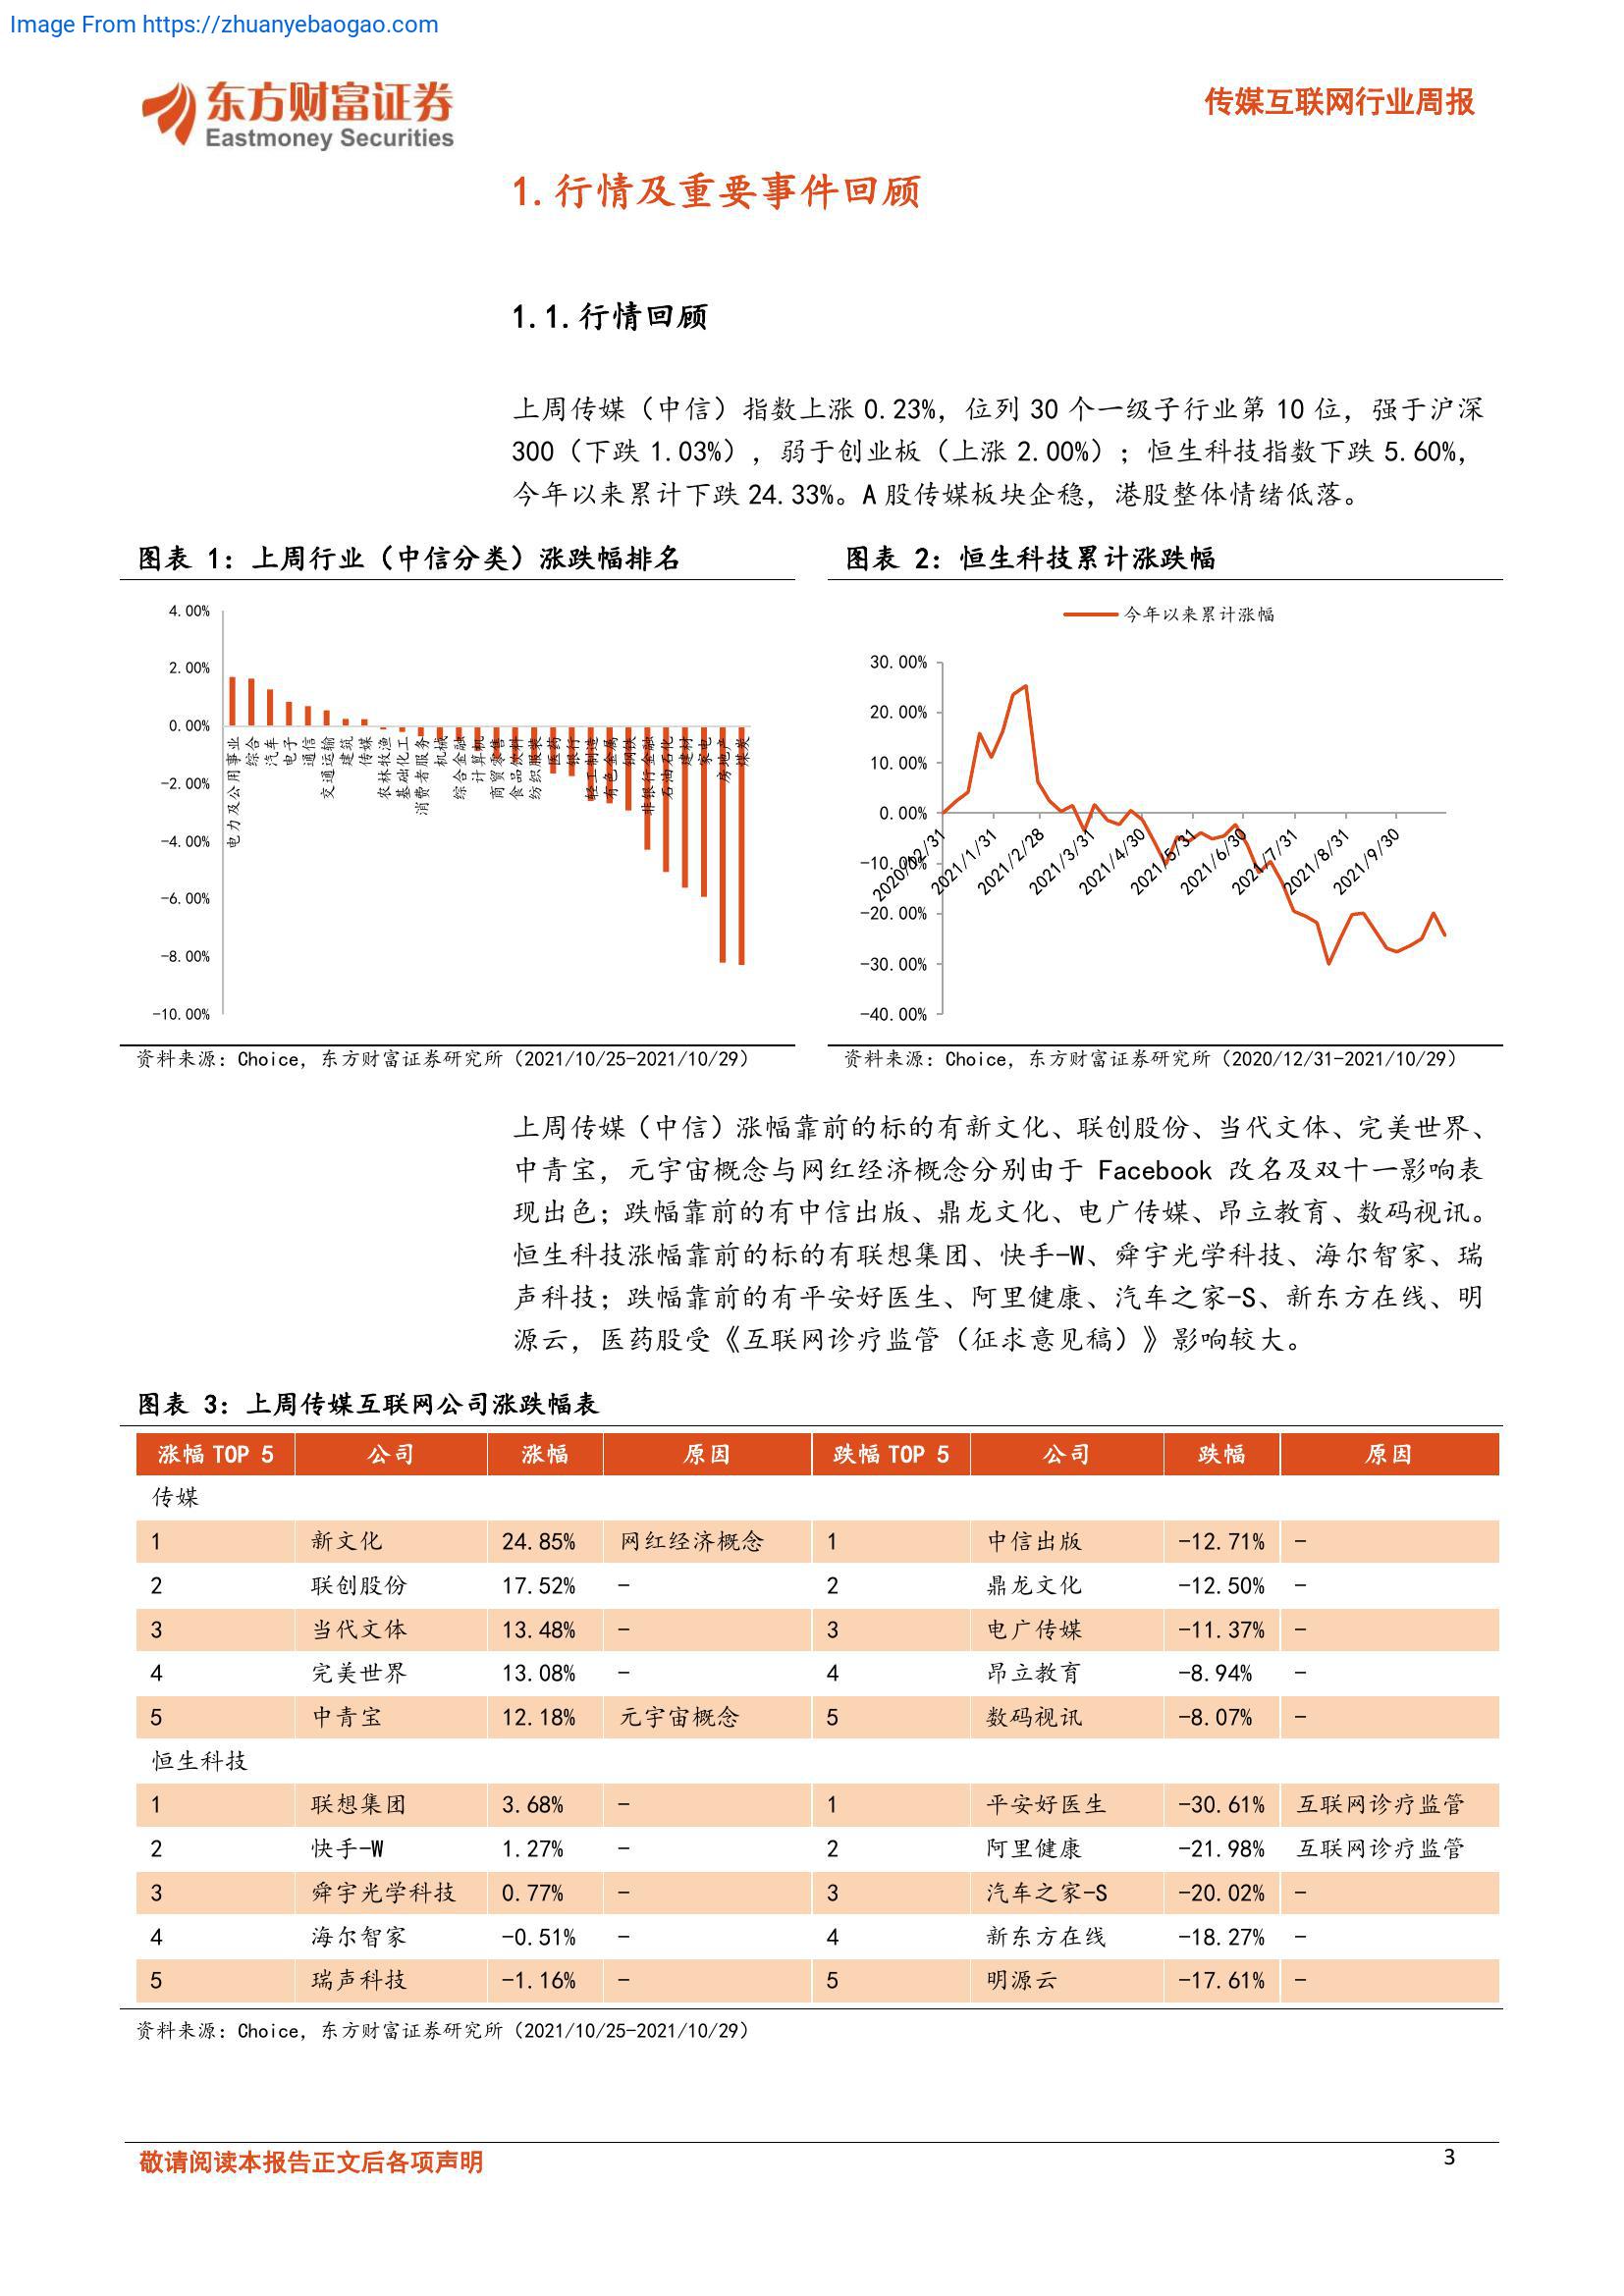 Image From https://zhuanyebaogao.com
东方财富证券
Eastmoney Securities
传媒互联网行业周报
1.行情及重要事件回顾
1.1.行情回顾
上周传媒（中信）指数上涨 0.23%，位列 30 个一级子行业第 10 位，强于沪深
300（下跌 1.03%），弱于创业板（上涨 2.00%）；恒生科技指数下跌 5.60%，
今年以来累计下跌 24.33%。A 股传媒板块企稳，港股整体情绪低落。
图表 1：上周行业（中信分类）涨跌幅排名
4.00%
2.00%
0.00%
-2.00%
-4.00%
-6.00%
-8.00%
-10.00%
电力及公用事业
综合
汽车
电子
通信
交通运输
建筑
传媒
农林牧渔
基础化工
消费者服务
机械
综合金融
计算机
商贸零售
食品饮料
纺织服装
医药
银行
轻工制造
有色金属
钢铁
非银行金融
石油石化
建材
家电
房地产
煤炭
资料来源：Choice，东方财富证券研究所（2021/10/25-2021/10/29）
图表 2：恒生科技累计涨跌幅
今年以来累计涨幅
30.00%
20.00%
10.00%
0.00%
-10.00%
-20.00%
-30.00%
-40.00%
2020/12/31
2021/1/31
2021/2/28
2021/3/31
2021/4/30
2021/5/31
2021/6/30
2021/7/31
2021/8/31
2021/9/30
资料来源：Choice，东方财富证券研究所（2020/12/31-2021/10/29）
上周传媒（中信）涨幅靠前的标的有新文化、联创股份、当代文体、完美世界、
中青宝，元宇宙概念与网红经济概念分别由于 Facebook 改名及双十一影响表
现出色；跌幅靠前的有中信出版、鼎龙文化、电广传媒、昂立教育、数码视讯。
恒生科技涨幅靠前的标的有联想集团、快手-W、舜宇光学科技、海尔智家、瑞
声科技；跌幅靠前的有平安好医生、阿里健康、汽车之家-S、新东方在线、明
源云，医药股受《互联网诊疗监管（征求意见稿）》影响较大。
图表 3：上周传媒互联网公司涨跌幅表
涨幅 TOP 5 公司 涨幅 原因 跌幅 TOP 5 公司 跌幅 原因
传媒
1 新文化 24.85% 网红经济概念 1 中信出版 -12.71% -
2 联创股份 17.52% - 2 鼎龙文化 -12.50% -
3 当代文体 13.48% - 3 电广传媒 -11.37% -
4 完美世界 13.08% - 4 昂立教育 -8.94% -
5 中青宝 12.18% 元宇宙概念 5 数码视讯 -8.07% -
恒生科技
1 联想集团 3.68% - 1 平安好医生 -30.61% 互联网诊疗监管
2 快手-W 1.27% - 2 阿里健康 -21.98% 互联网诊疗监管
3 舜宇光学科技 0.77% - 3 汽车之家-S -20.02% -
4 海尔智家 -0.51% - 4 新东方在线 -18.27% -
5 瑞声科技 -1.16% - 5 明源云 -17.61% -
资料来源：Choice，东方财富证券研究所（2021/10/25-2021/10/29）
敬请阅读本报告正文后各项声明
3